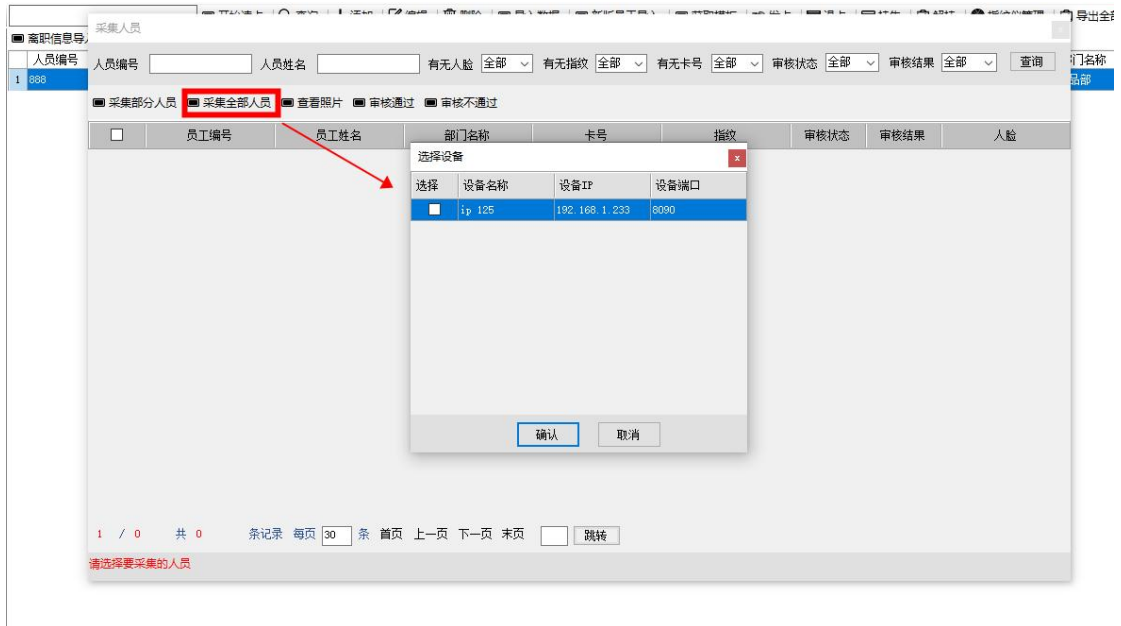 采集人员
导出全部
离职信息导入
人员编号
部门名称
1 888
品部
人员编号 人员姓名 有无人脸 全部 有无指纹 全部 有无卡号 全部 审核状态 全部 审核结果 全部 查询
采集部分人员 采集全部人员 查看照片 审核通过 审核不通过
员工编号 员工姓名 部门名称 卡号 指纹 审核状态 审核结果 人脸
选择设备
选择 设备名称 设备IP 设备端口
ip 125 192.168.1.233 8090
确认 取消
1 / 0 共 0 条记录 每页 30 条 首页 上一页 下一页 末页 跳转
请选择要采集的人员